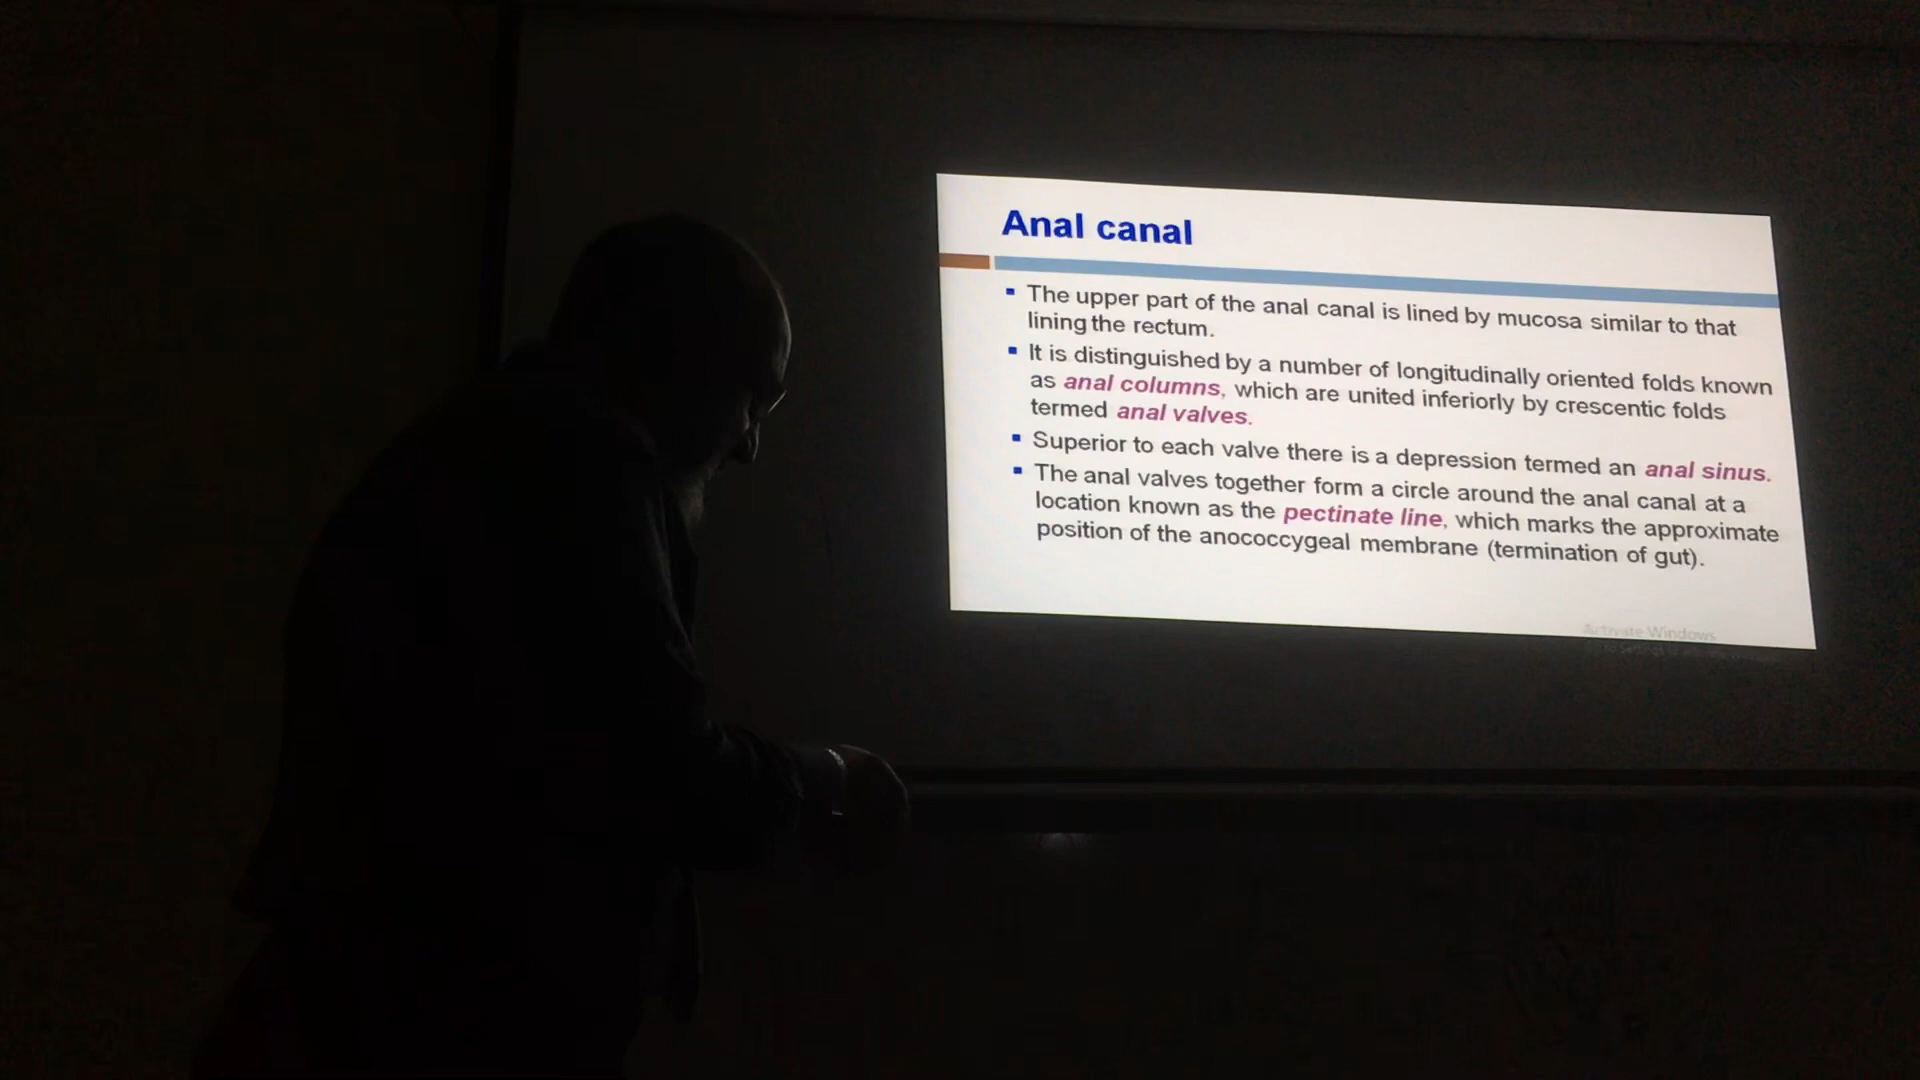 Anal canal
The upper part of the anal canal is lined by mucosa similar to that
lining the rectum.
It is distinguished by a number of longitudinally oriented folds known
as anal columns, which are united inferiorly by crescentic folds
termed anal valves.
Superior to each valve there is a depression termed an anal sinus.
The anal valves together form a circle around the anal canal at a
location known as the pectinate line, which marks the approximate
position of the anococcygeal membrane (termination of gut).
Activate Windows